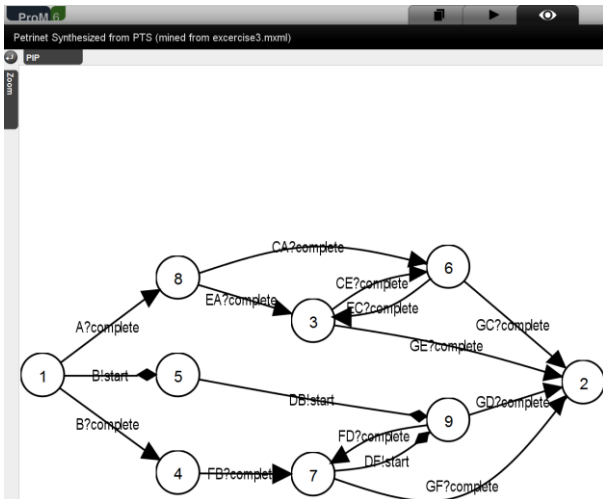 ProM 6
Petrinet Synthesized from PTS (mined from excercise3.mxml)
PIP
Zoom
CA?complete
6
8
CE?complete
EA?complete
EC?complete
3
A?complete
GC?complete
GE?complete
1
B!start
5
2
DB!start
GD?complete
9
B?complete
FD?complete
4
FB?complete
7
DF!start
GF?complete